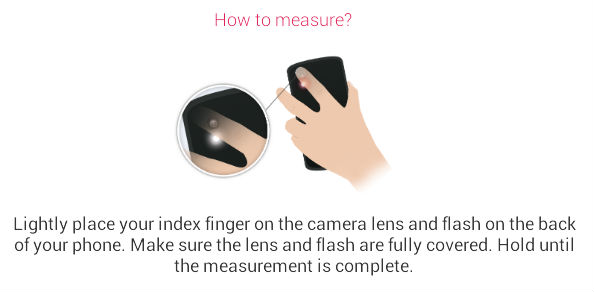 How to measure?
Lightly place your index finger on the camera lens and flash on the back
of your phone. Make sure the lens and flash are fully covered. Hold until
the measurement is complete.